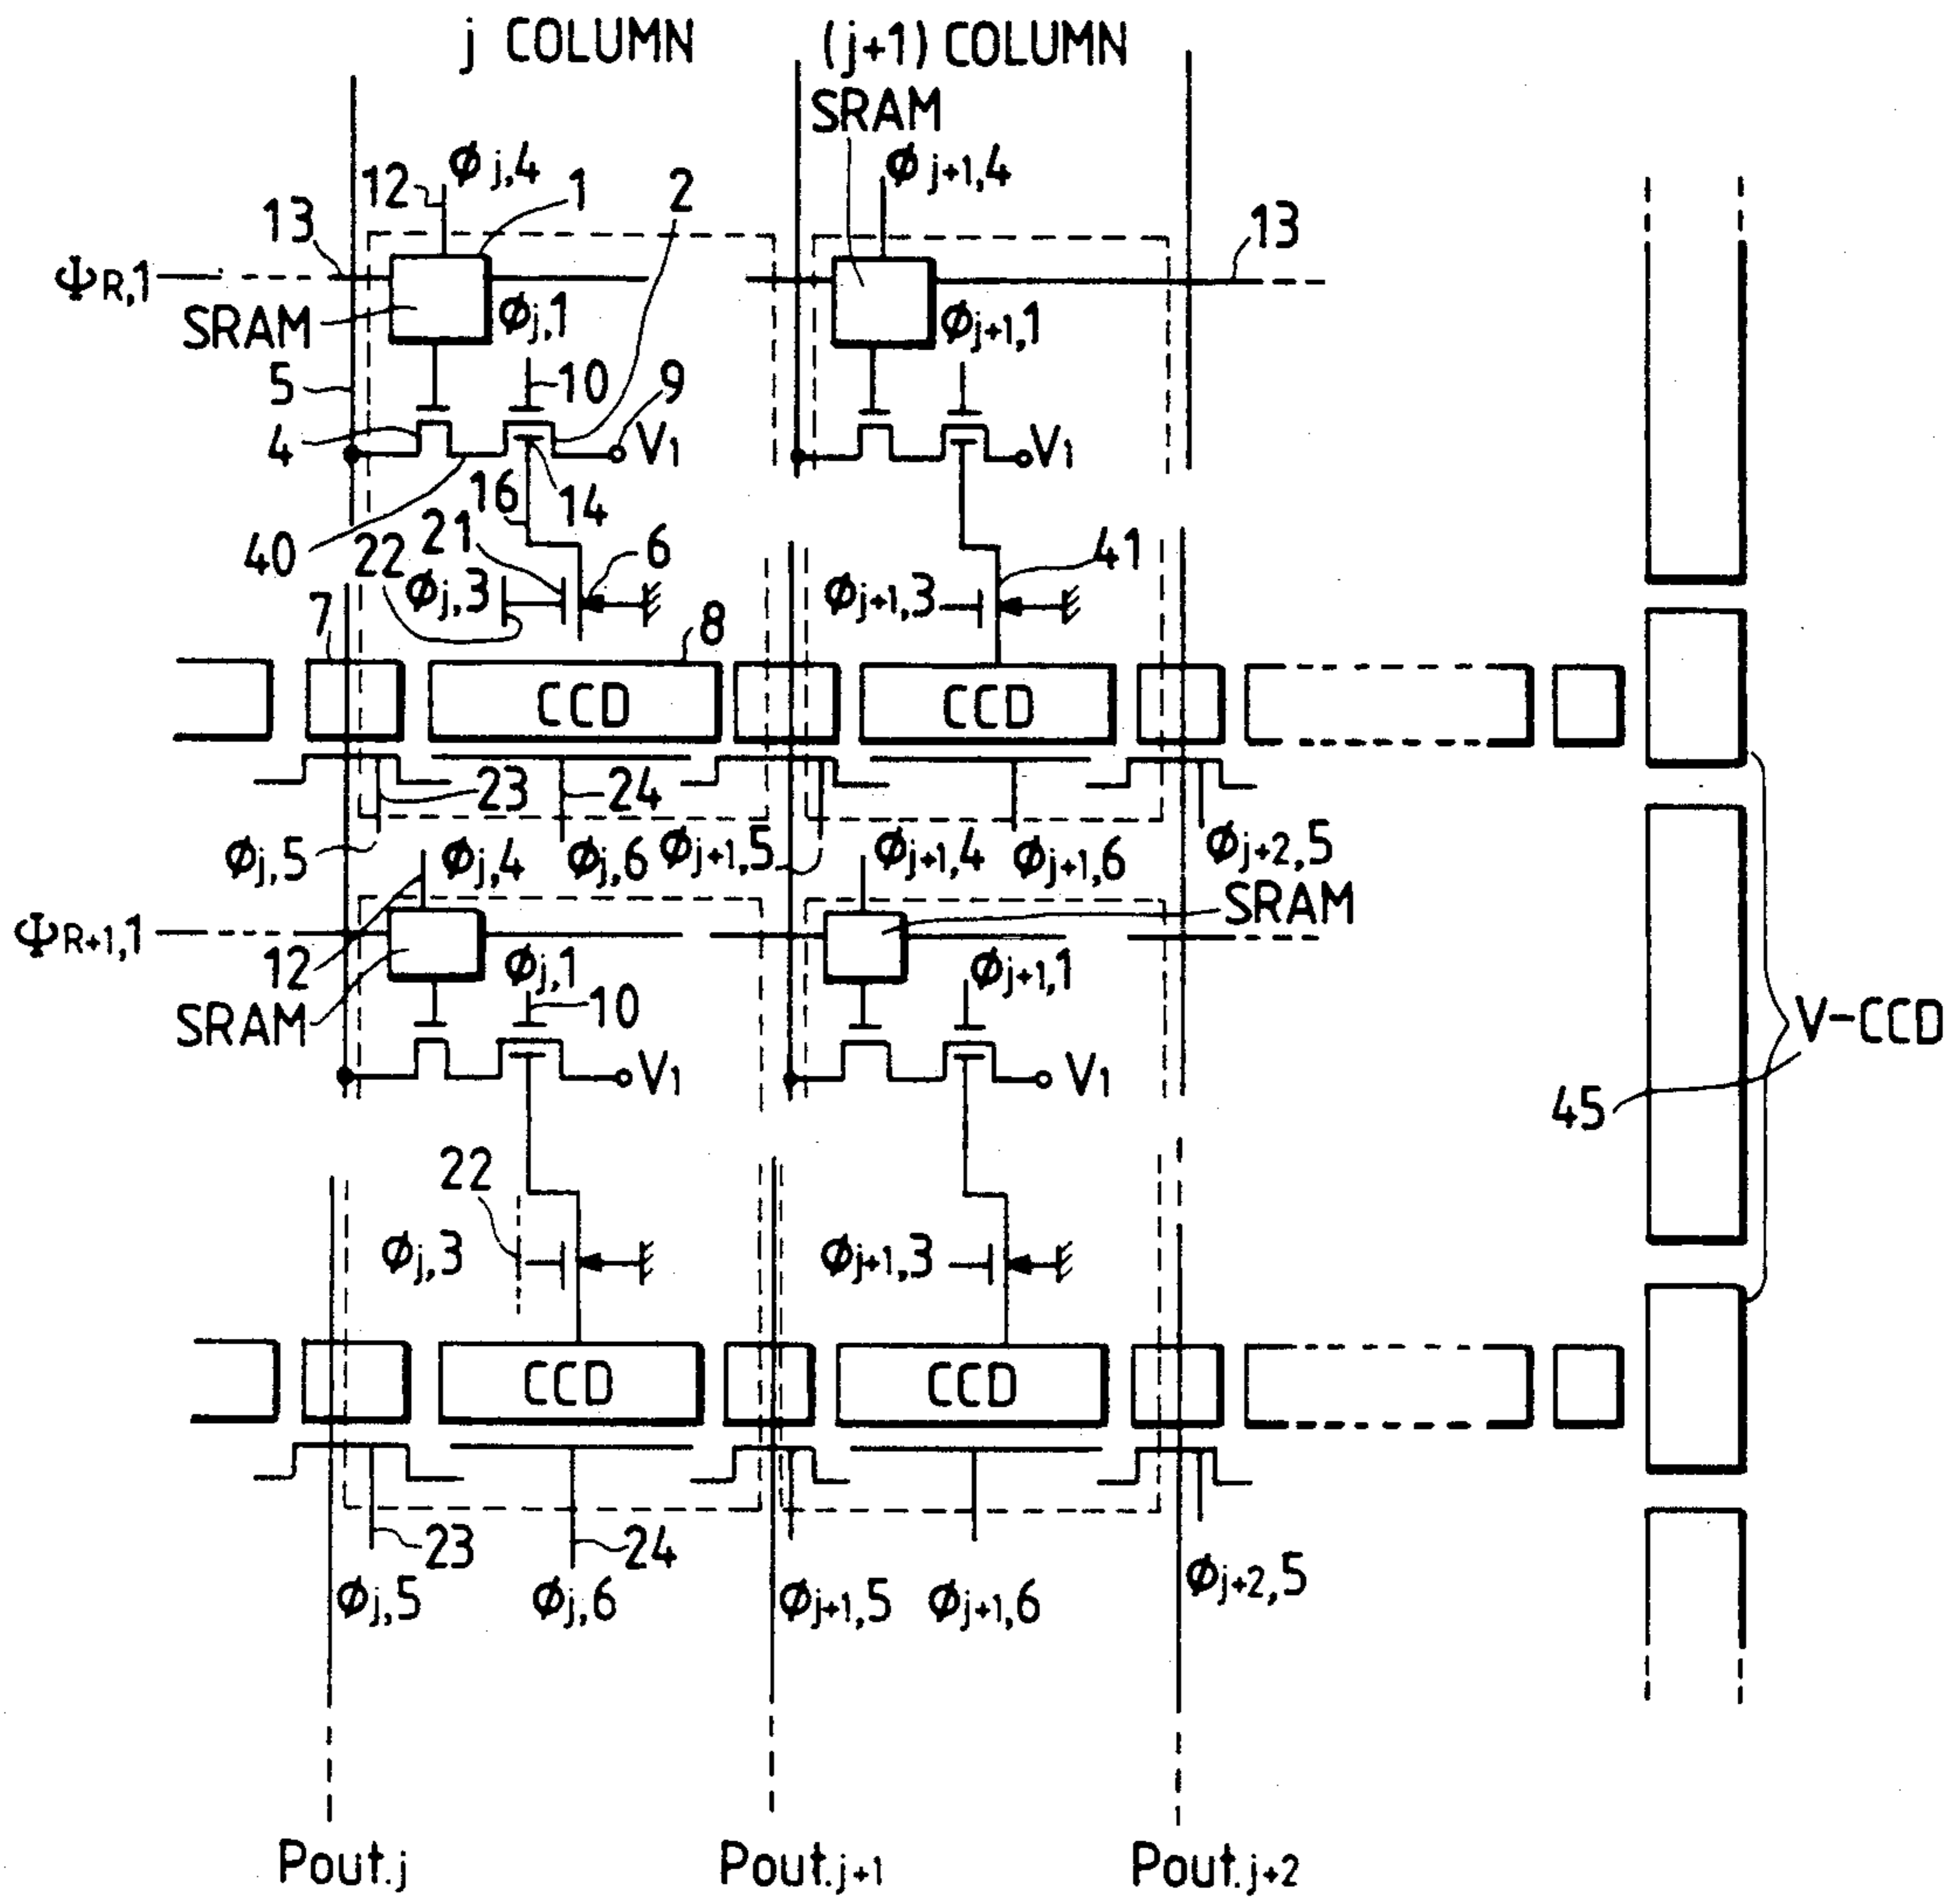 j COLUMN (j+1) COLUMN
SRAM
12 ϕj,4 1 2 ϕj+1,4
13 13
ΨR,1
SRAM ϕj,1 ϕj+1,1
5 10 9
4 V1 V1
16 14
40 22 21 6 41
ϕj,3 ϕj+1,3
7 8
CCD CCD
23 24
ϕj,5 ϕj,4 ϕj,6 ϕj+1,5 ϕj+1,4 ϕj+1,6 ϕj+2,5
SRAM
ΨR+1,1
12 ϕj,1 ϕj+1,1
SRAM 10 V-CCD
V1 V1
45
22
ϕj,3 ϕj+1,3
CCD CCD
23 24
ϕj,5 ϕj,6 ϕj+1,5 ϕj+1,6 ϕj+2,5
Pout.j Pout.j+1 Pout.j+2